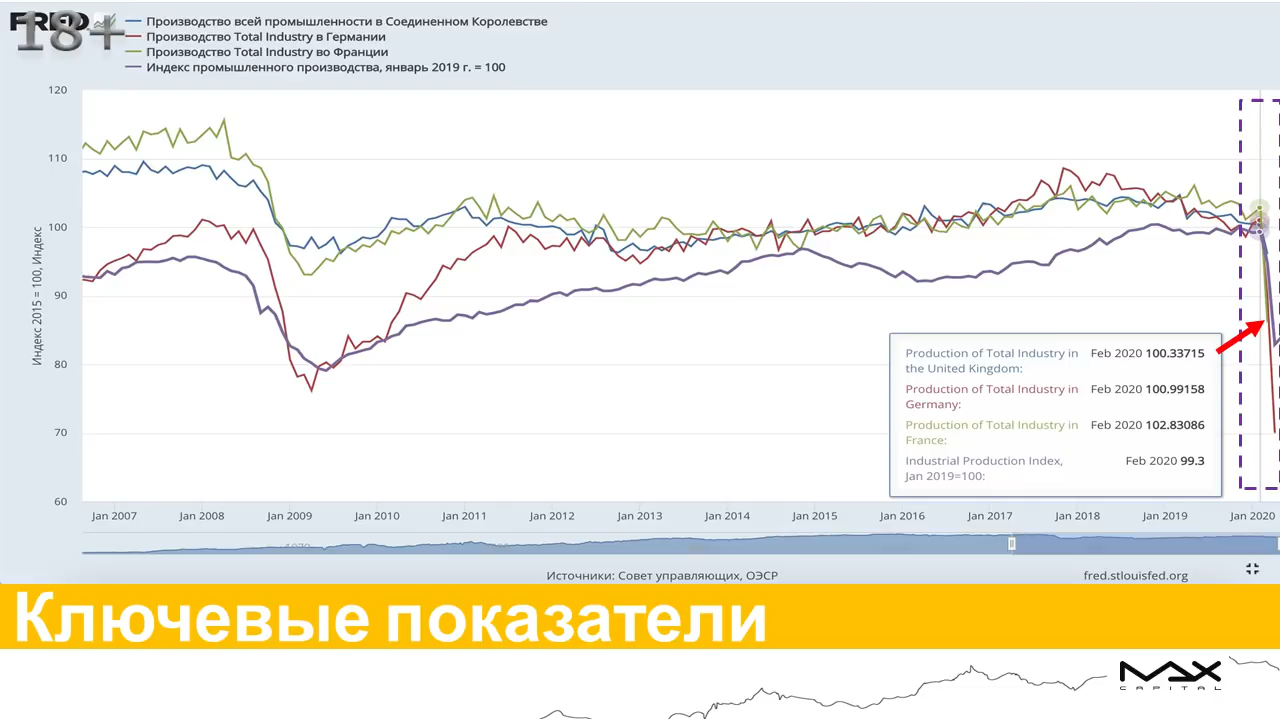 FRED
18+
Производство всей промышленности в Соединенном Королевстве
Производство Total Industry в Германии
Производство Total Industry во Франции
Индекс промышленного производства, январь 2019 г. = 100
120
110
100
90
80
70
60
Индекс 2015 = 100, Индекс
Production of Total Industry in the United Kingdom: Feb 2020 100.33715
Production of Total Industry in Germany: Feb 2020 100.99158
Production of Total Industry in France: Feb 2020 102.83086
Industrial Production Index, Jan 2019=100: Feb 2020 99.3
Jan 2007 Jan 2008 Jan 2009 Jan 2010 Jan 2011 Jan 2012 Jan 2013 Jan 2014 Jan 2015 Jan 2016 Jan 2017 Jan 2018 Jan 2019 Jan 2020
Источники: Совет управляющих, ОЭСР
fred.stlouisfed.org
Ключевые показатели
MAX
CAPITAL